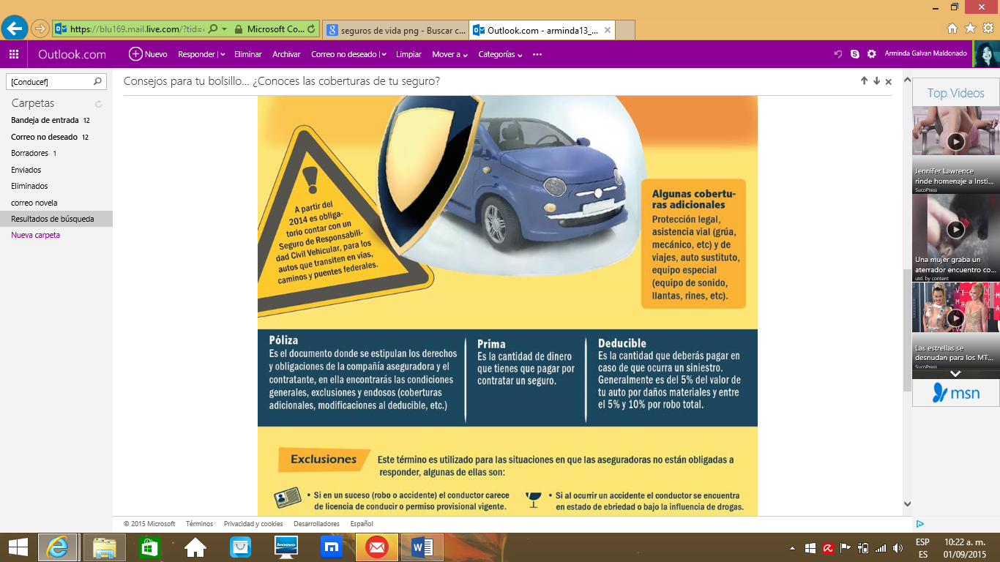 https://blu169.mail.live.com/?tid=
Microsoft Co...
seguros de vida png - Buscar c...
Outlook.com - arminda13_...
Outlook.com
Nuevo
Responder
Eliminar
Archivar
Correo no deseado
Limpiar
Mover a
Categorías
Arminda Galvan Maldonado
[Conducef]
Consejos para tu bolsillo... ¿Conoces las coberturas de tu seguro?
Carpetas
Bandeja de entrada 12
Correo no deseado 12
Borradores 1
Enviados
Eliminados
correo novela
Resultados de búsqueda
Nueva carpeta
A partir del
2014 es obliga-
torio contar con un
Seguro de Responsabili-
dad Civil Vehicular, para los
autos que transiten en vías,
caminos y puentes federales.
Algunas cobertu-
ras adicionales
Protección legal,
asistencia vial (grúa,
mecánico, etc) y de
viajes, auto sustituto,
equipo especial
(equipo de sonido,
llantas, rines, etc).
Póliza
Es el documento donde se estipulan los derechos
y obligaciones de la compañía aseguradora y el
contratante, en ella encontrarás las condiciones
generales, exclusiones y endosos (coberturas
adicionales, modificaciones al deducible, etc.)
Prima
Es la cantidad de dinero
que tienes que pagar por
contratar un seguro.
Deducible
Es la cantidad que deberás pagar en
caso de que ocurra un siniestro.
Generalmente es del 5% del valor de
tu auto por daños materiales y entre
el 5% y 10% por robo total.
Exclusiones
Este término es utilizado para las situaciones en que las aseguradoras no están obligadas a
responder, algunas de ellas son:
• Si en un suceso (robo o accidente) el conductor carece
de licencia de conducir o permiso provisional vigente.
• Si al ocurrir un accidente el conductor se encuentra
en estado de ebriedad o bajo la influencia de drogas.
Top Videos
Jennifer Lawrence
rinde homenaje a Insti...
SucoPress
Una mujer graba un
aterrador encuentro co...
utd. by content
Las estrellas se
desnudan para los MT...
SucoPress
msn
© 2015 Microsoft
Términos
Privacidad y cookies
Desarrolladores
Español
lenovo
ESP
ES
10:22 a. m.
01/09/2015